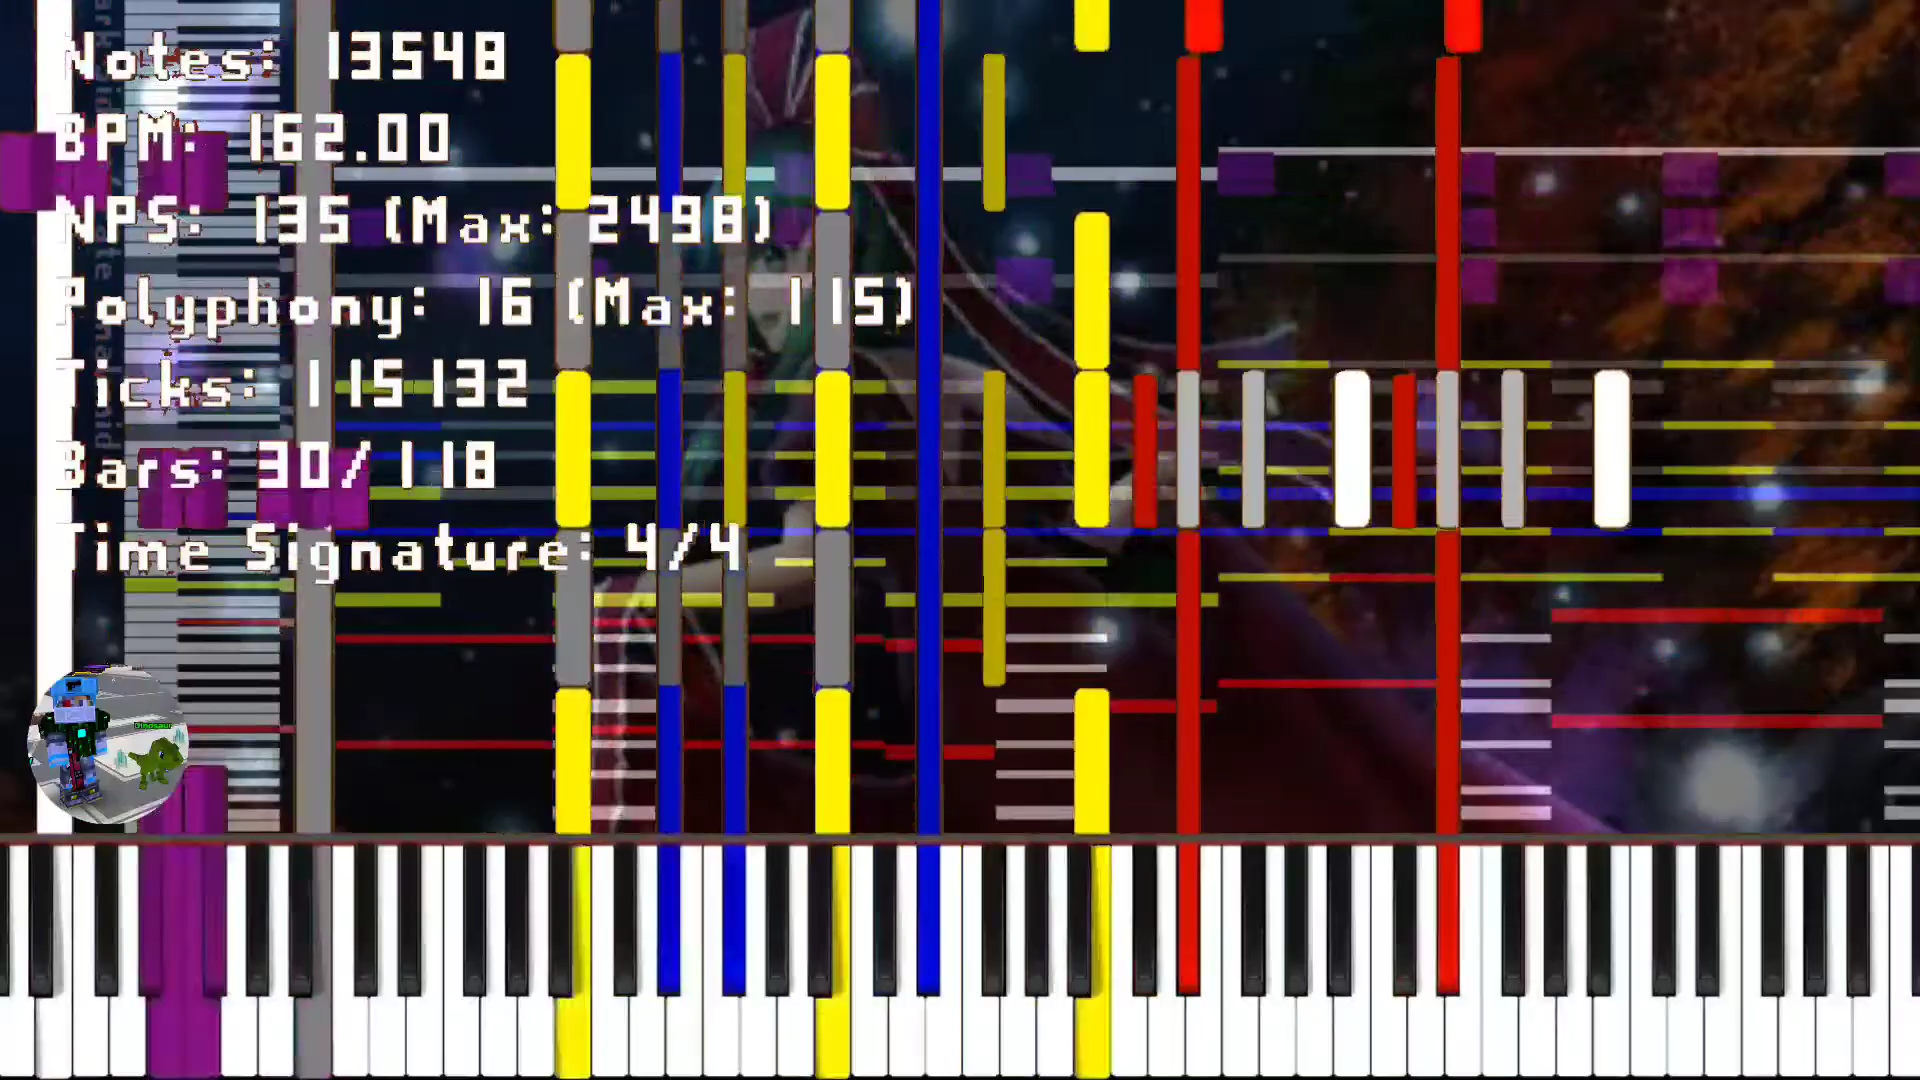 Notes: 13548
BPM: 162.00
NPS: 135 (Max: 2498)
Polyphony: 16 (Max: 115)
Ticks: 115132
Bars: 30/118
Time Signature: 4/4
Dinosaur